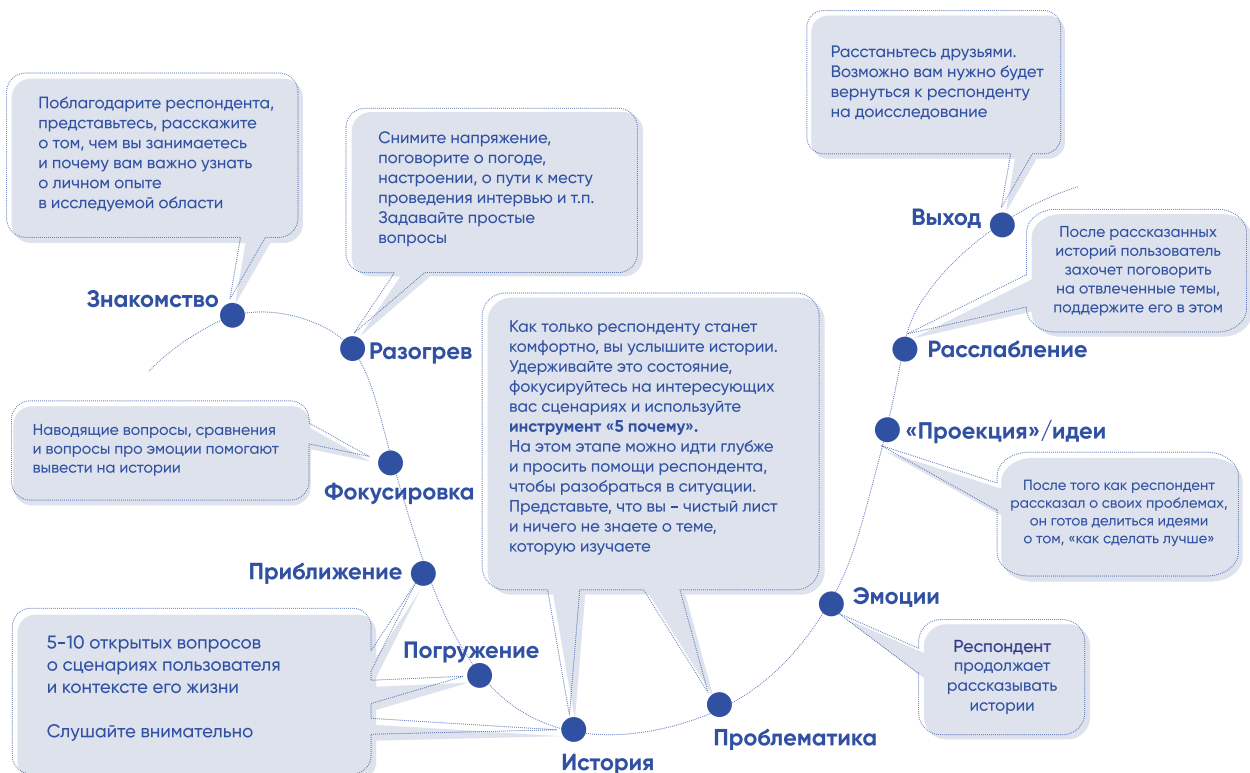 Поблагодарите респондента,
представьтесь, расскажите
о том, чем вы занимаетесь
и почему вам важно узнать
о личном опыте
в исследуемой области
Знакомство
Снимите напряжение,
поговорите о погоде,
настроении, о пути к месту
проведения интервью и т.п.
Задавайте простые
вопросы
Разогрев
Наводящие вопросы, сравнения
и вопросы про эмоции помогают
вывести на истории
Фокусировка
Приближение
5-10 открытых вопросов
о сценариях пользователя
и контексте его жизни
Слушайте внимательно
Погружение
Как только респонденту станет
комфортно, вы услышите истории.
Удерживайте это состояние,
фокусируйтесь на интересующих
вас сценариях и используйте
инструмент «5 почему».
На этом этапе можно идти глубже
и просить помощи респондента,
чтобы разобраться в ситуации.
Представьте, что вы – чистый лист
и ничего не знаете о теме,
которую изучаете
История
Проблематика
Эмоции
Респондент
продолжает
рассказывать
истории
«Проекция»/идеи
После того как респондент
рассказал о своих проблемах,
он готов делиться идеями
о том, «как сделать лучше»
Расслабление
После рассказанных
историй пользователь
захочет поговорить
на отвлеченные темы,
поддержите его в этом
Выход
Расстаньтесь друзьями.
Возможно вам нужно будет
вернуться к респонденту
на доисследование